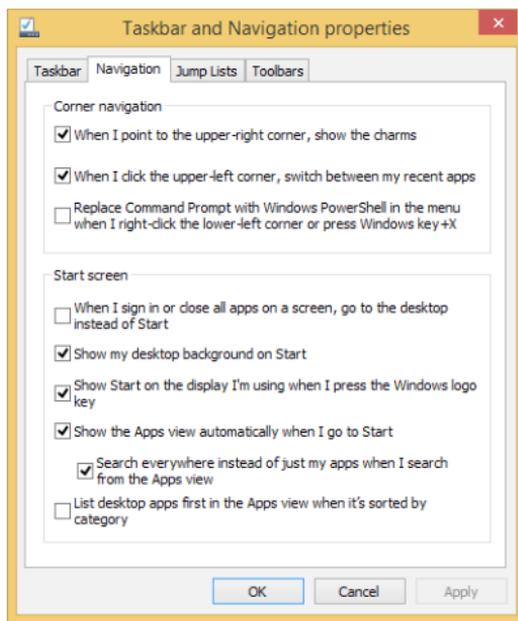 Taskbar and Navigation properties
Taskbar Navigation Jump Lists Toolbars
Corner navigation
When I point to the upper-right corner, show the charms
When I click the upper-left corner, switch between my recent apps
Replace Command Prompt with Windows PowerShell in the menu
when I right-click the lower-left corner or press Windows key+X
Start screen
When I sign in or close all apps on a screen, go to the desktop
instead of Start
Show my desktop background on Start
Show Start on the display I'm using when I press the Windows logo
key
Show the Apps view automatically when I go to Start
Search everywhere instead of just my apps when I search
from the Apps view
List desktop apps first in the Apps view when it's sorted by
category
OK Cancel Apply